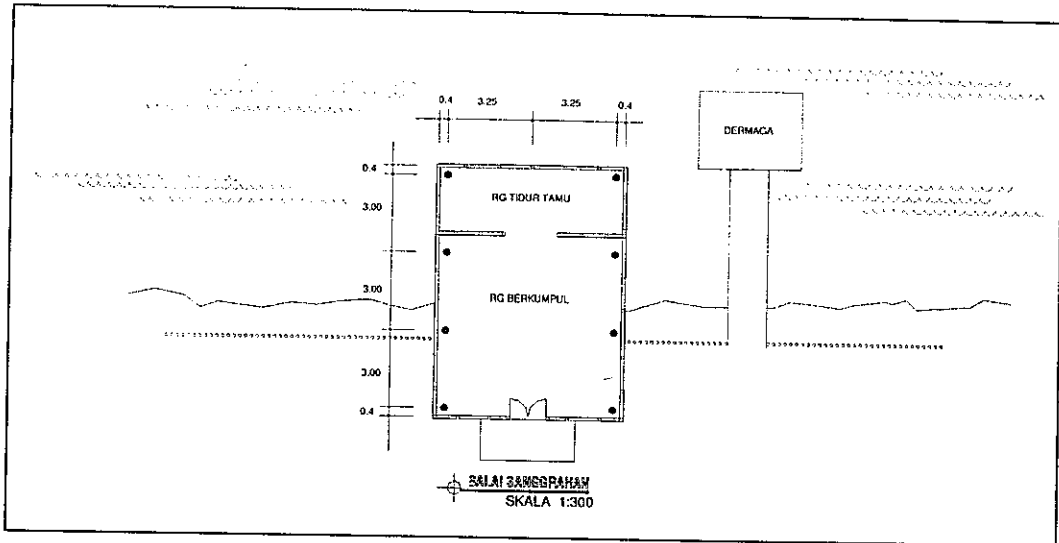 0.4 3.25 3.25 0.4
DERMAGA
0.4
3.00
RG TIDUR TAMU
3.00
RG BERKUMPUL
3.00
0.4
BALAI SANGGRAHAN
SKALA 1:300